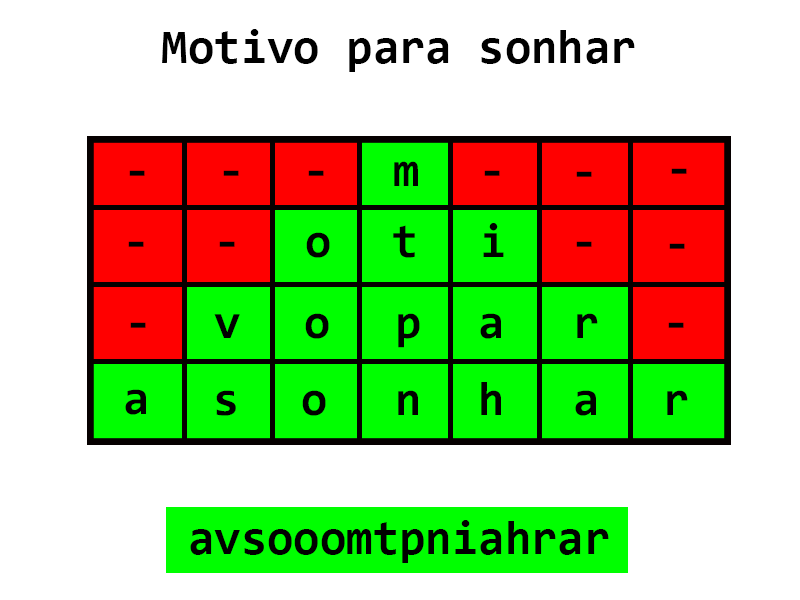 Motivo para sonhar
- - - m - - -
- - o t i - -
- v o p a r -
a s o n h a r
avsooomtpniahrar